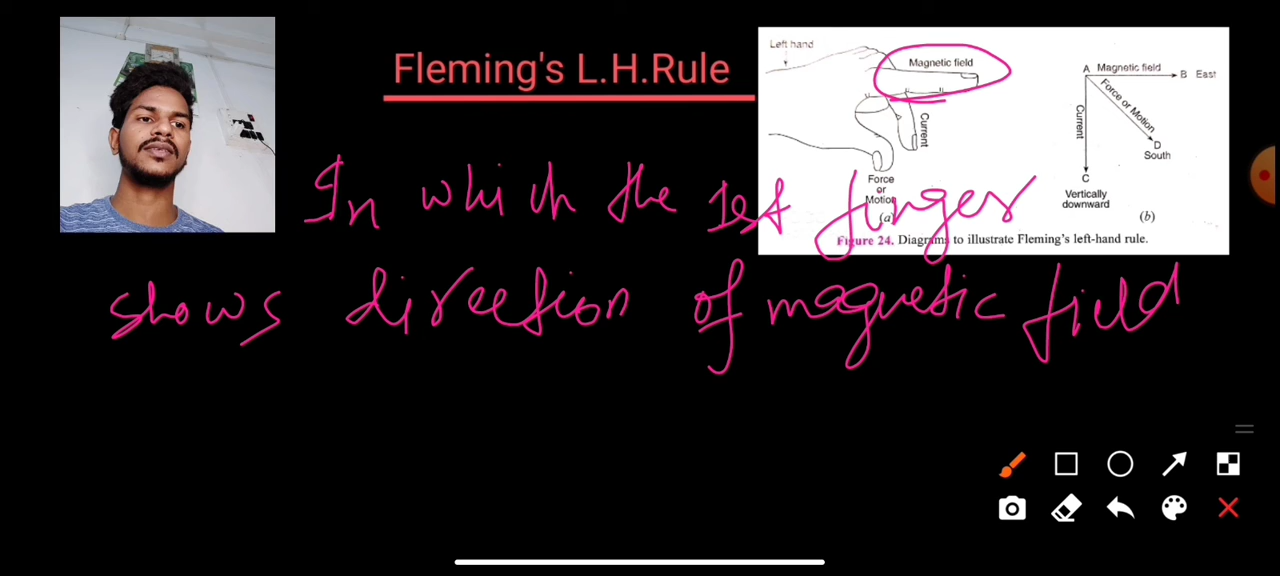 Fleming's L.H.Rule
Left hand
Magnetic field
Current
Force
or
Motion
(a)
A Magnetic field B East
Force or Motion
Current
D
South
C
Vertically
downward
(b)
Figure 24. Diagrams to illustrate Fleming's left-hand rule.
In which the 1st finger
shows direction of magnetic field